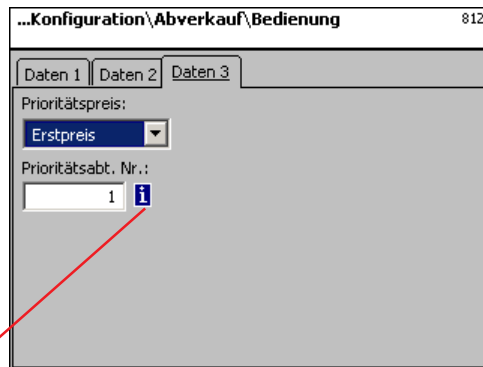 ...Konfiguration\Abverkauf\Bedienung 812
Daten 1 Daten 2 Daten 3
Prioritätspreis:
Erstpreis
Prioritätsabt. Nr.:
1 i